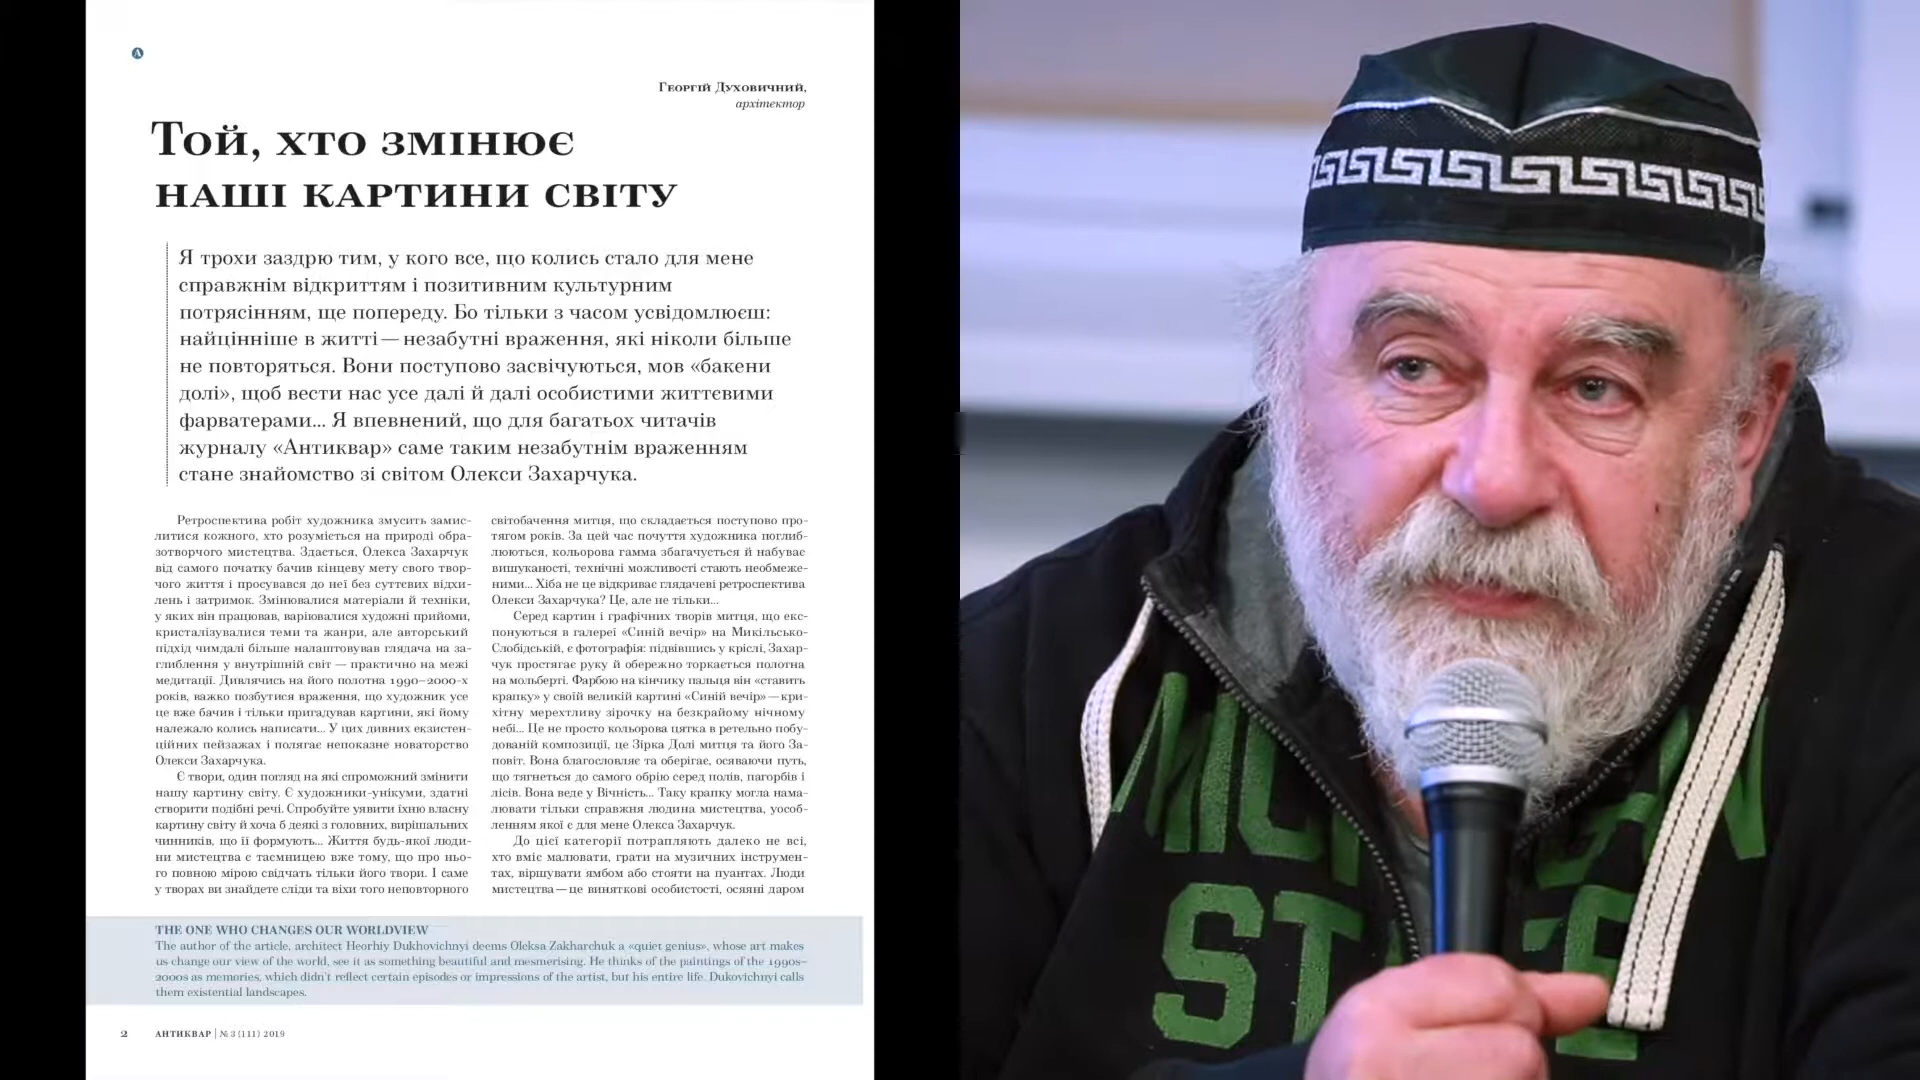 А
Георгій Духовичний,
архітектор
Той, хто змінює
наші картини світу
Я трохи заздрю тим, у кого все, що колись стало для мене
справжнім відкриттям і позитивним культурним
потрясінням, ще попереду. Бо тільки з часом усвідомлюєш:
найцінніше в житті — незабутні враження, які ніколи більше
не повторяться. Вони поступово засвічуються, мов «бакени
долі», щоб вести нас усе далі й далі особистими життєвими
фарватерами... Я впевнений, що для багатьох читачів
журналу «Антиквар» саме таким незабутнім враженням
стане знайомство зі світом Олекси Захарчука.
Ретроспектива робіт художника змусить замис-
литися кожного, хто розуміється на природі обра-
зотворчого мистецтва. Здається, Олекса Захарчук
від самого початку бачив кінцеву мету свого твор-
чого життя і просувався до неї без суттєвих відхи-
лень і затримок. Змінювалися матеріали й техніки,
у яких він працював, варіювалися художні прийоми,
кристалізувалися теми та жанри, але авторський
підхід чимдалі більше налаштовував глядача на за-
глиблення у внутрішній світ — практично на межі
медитації. Дивлячись на його полотна 1990–2000-х
років, важко позбутися враження, що художник усе
це вже бачив і тільки пригадував картини, які йому
належало колись написати... У цих дивних екзистен-
ційних пейзажах і полягає непоказне новаторство
Олекси Захарчука.
Є твори, один погляд на які спроможний змінити
нашу картину світу. Є художники-унікуми, здатні
створити подібні речі. Спробуйте уявити їхню власну
картину світу й хоча б деякі з головних, вирішальних
чинників, що її формують... Життя будь-якої люди-
ни мистецтва є таємницею вже тому, що про ньо-
го повною мірою свідчать тільки його твори. І саме
у творах ви знайдете сліди та віхи того неповторного
світобачення митця, що складається поступово про-
тягом років. За цей час почуття художника поглиб-
люються, кольорова гамма збагачується й набуває
вишуканості, технічні можливості стають необмеже-
ними... Хіба не це відкриває глядачеві ретроспектива
Олекси Захарчука? Це, але не тільки...
Серед картин і графічних творів митця, що екс-
понуються в галереї «Синій вечір» на Микільсько-
Слобідській, є фотографія: підвівшись у кріслі, Захар-
чук простягає руку й обережно торкається полотна
на мольберті. Фарбою на кінчику пальця він «ставить
крапку» у своїй великій картині «Синій вечір» — кри-
хітну мерехтливу зірочку на безкрайому нічному
небі... Це не просто кольорова цятка в ретельно побу-
дованій композиції, це Зірка Долі митця та його За-
повіт. Вона благословляє та оберігає, осяваючи путь,
що тягнеться до самого обрію серед полів, пагорбів і
лісів. Вона веде у Вічність... Таку крапку могла нама-
лювати тільки справжня людина мистецтва, уособ-
ленням якої є для мене Олекса Захарчук.
До цієї категорії потрапляють далеко не всі,
хто вміє малювати, грати на музичних інструмен-
тах, віршувати ямбом або стояти на пуантах. Люди
мистецтва — це виняткові особистості, осяяні даром
THE ONE WHO CHANGES OUR WORLDVIEW
The author of the article, architect Heorhiy Dukhovichnyi deems Oleksa Zakharchuk a «quiet genius», whose art makes
us change our view of the world, see it as something beautiful and mesmerising. He thinks of the paintings of the 1990s–
2000s as memories, which didn't reflect certain episodes or impressions of the artist, but his entire life. Dukovichnyi calls
them existential landscapes.
2 АНТИКВАР | № 3 (111) 2019